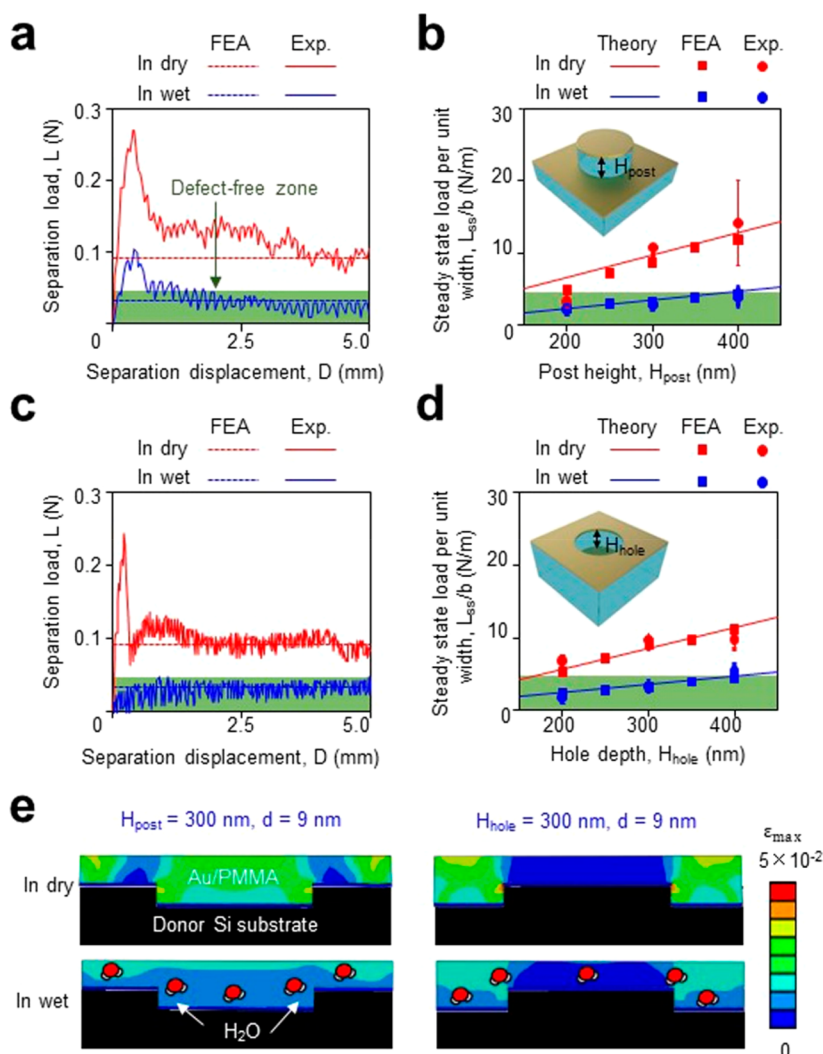 a
FEA Exp.
In dry
In wet
Separation load, L (N)
0.3
0.2
0.1
0
Defect-free zone
2.5
5.0
Separation displacement, D (mm)
b
Theory FEA Exp.
In dry
In wet
Steady state load per unit
width, Lss/b (N/m)
30
20
10
0
Hpost
200 300 400
Post height, Hpost (nm)
c
FEA Exp.
In dry
In wet
Separation load, L (N)
0.3
0.2
0.1
0
2.5
5.0
Separation displacement, D (mm)
d
Theory FEA Exp.
In dry
In wet
Steady state load per unit
width, Lss/b (N/m)
30
20
10
0
Hhole
200 300 400
Hole depth, Hhole (nm)
e
Hpost = 300 nm, d = 9 nm
Hhole = 300 nm, d = 9 nm
εmax
5×10⁻²
In dry
Au/PMMA
Donor Si substrate
In wet
H₂O
0